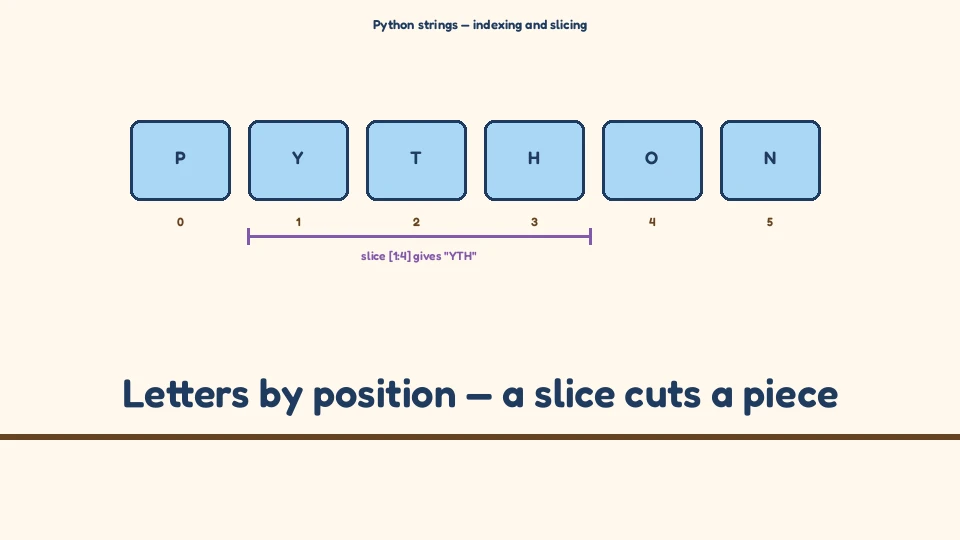 Python strings — indexing and slicing
P Y T H O N
0 1 2 3 4 5
slice [1:4] gives "YTH"
Letters by position — a slice cuts a piece